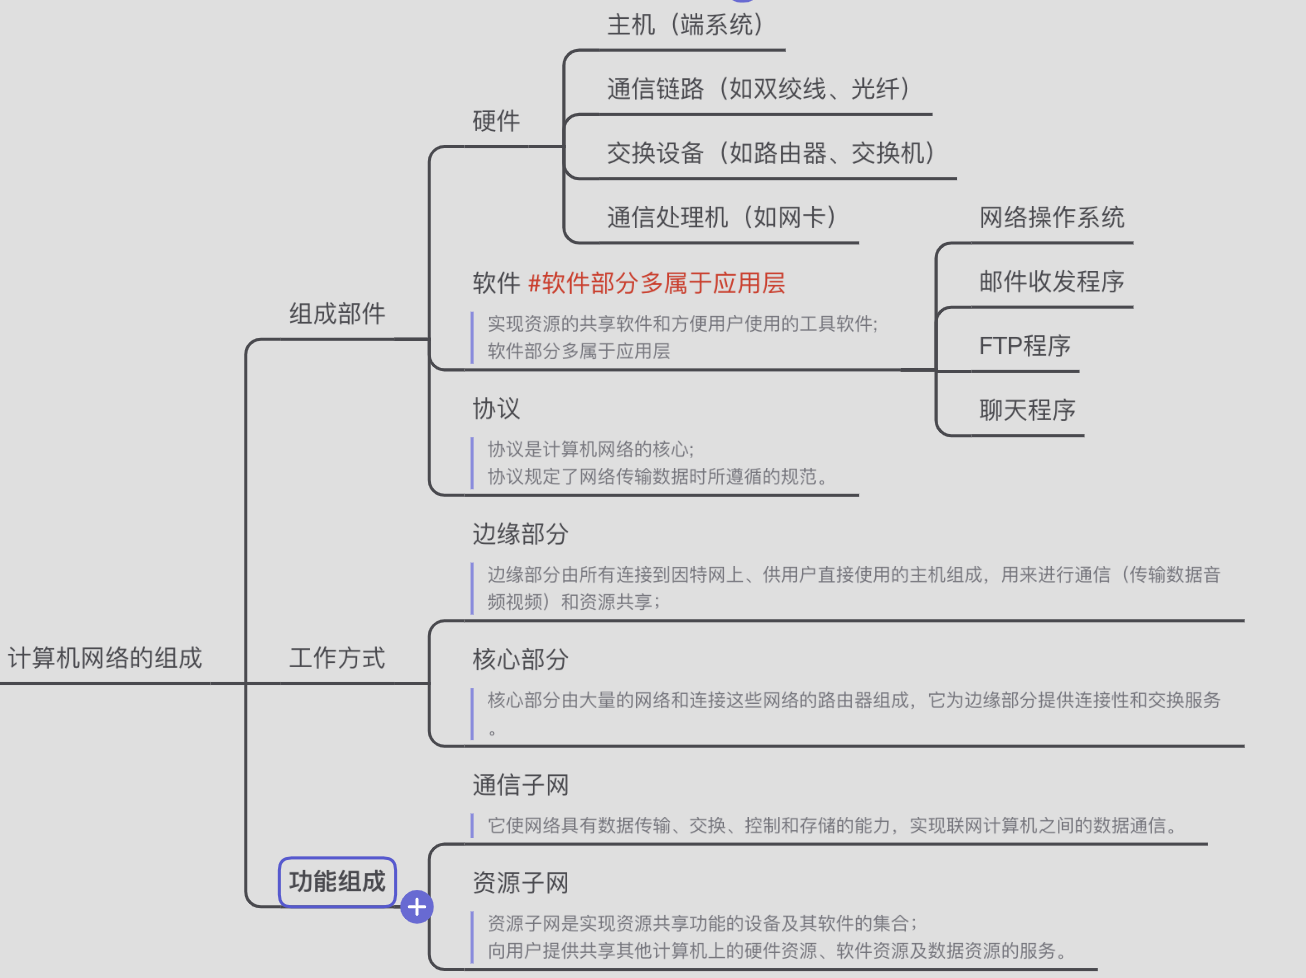 计算机网络的组成
组成部件
硬件
主机（端系统）
通信链路（如双绞线、光纤）
交换设备（如路由器、交换机）
通信处理机（如网卡）
软件 #软件部分多属于应用层
实现资源的共享软件和方便用户使用的工具软件;
软件部分多属于应用层
网络操作系统
邮件收发程序
FTP程序
聊天程序
协议
协议是计算机网络的核心;
协议规定了网络传输数据时所遵循的规范。
工作方式
边缘部分
边缘部分由所有连接到因特网上、供用户直接使用的主机组成，用来进行通信（传输数据音
频视频）和资源共享；
核心部分
核心部分由大量的网络和连接这些网络的路由器组成，它为边缘部分提供连接性和交换服务
。
功能组成
通信子网
它使网络具有数据传输、交换、控制和存储的能力，实现联网计算机之间的数据通信。
资源子网
资源子网是实现资源共享功能的设备及其软件的集合；
向用户提供共享其他计算机上的硬件资源、软件资源及数据资源的服务。